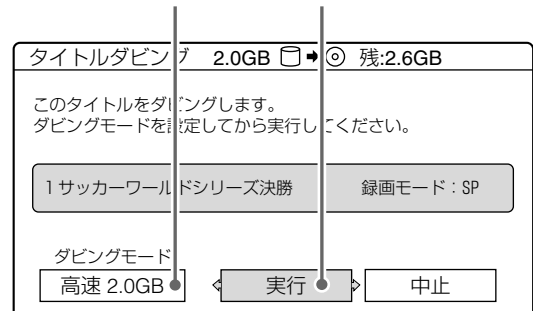 タイトルダビング 2.0GB 残:2.6GB
このタイトルをダビングします。
ダビングモードを設定してから実行してください。
1 サッカーワールドシリーズ決勝 録画モード：SP
ダビングモード
高速 2.0GB 実行 中止